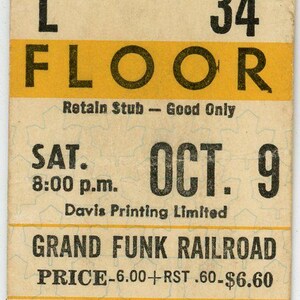 L 34
FLOOR
Retain Stub — Good Only
SAT. OCT. 9
8:00 p.m.
Davis Printing Limited
GRAND FUNK RAILROAD
PRICE-6.00+RST .60-$6.60